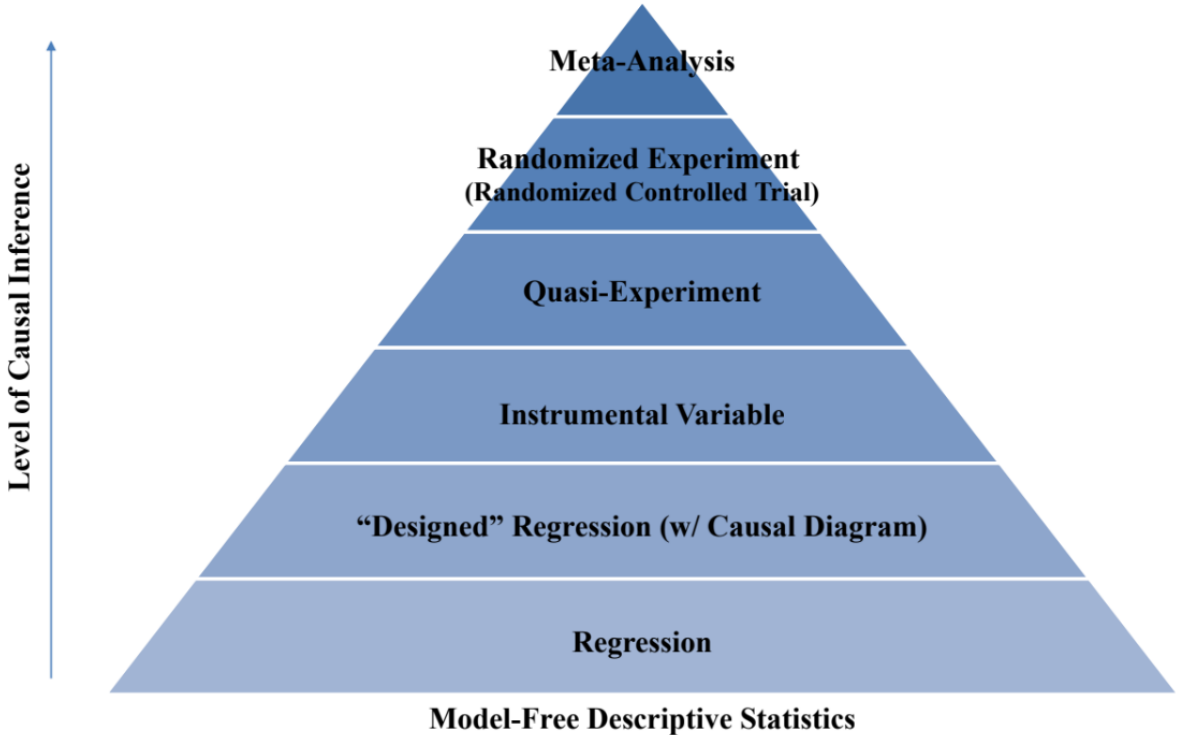 Meta-Analysis
Randomized Experiment
(Randomized Controlled Trial)
Quasi-Experiment
Instrumental Variable
“Designed” Regression (w/ Causal Diagram)
Regression
Model-Free Descriptive Statistics
Level of Causal Inference